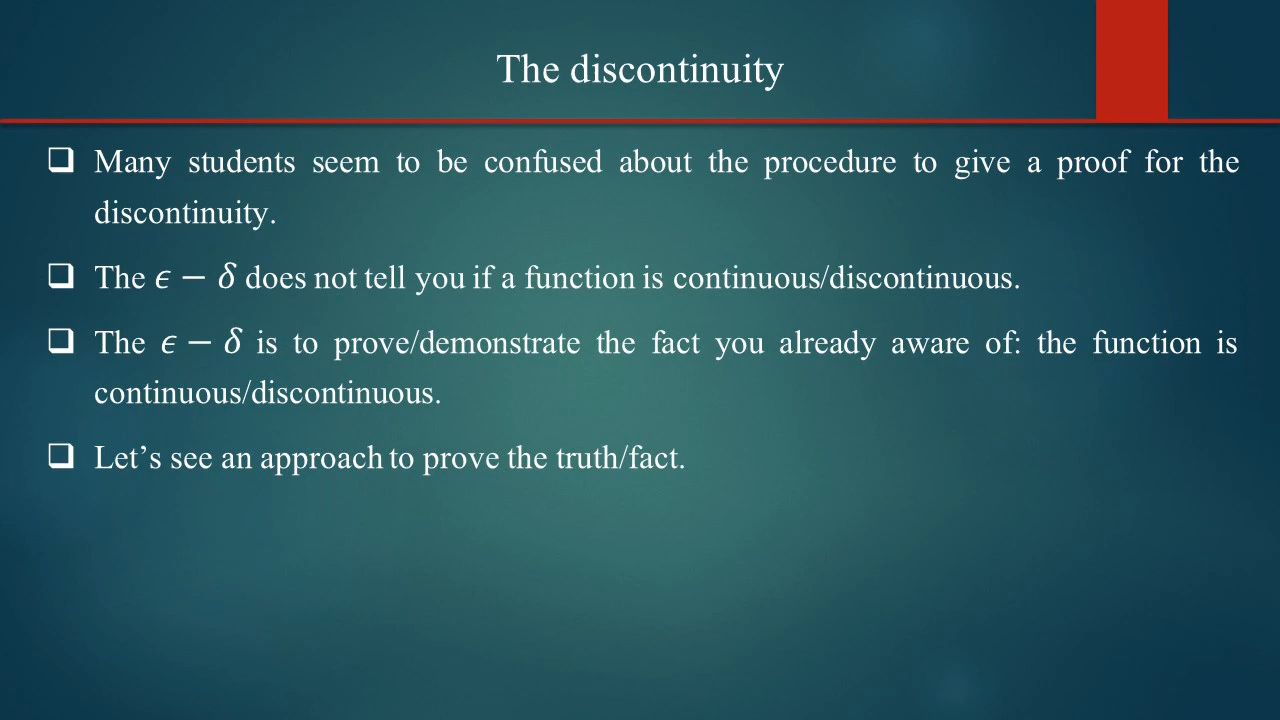 The discontinuity
❑ Many students seem to be confused about the procedure to give a proof for the
discontinuity.
❑ The ϵ − δ does not tell you if a function is continuous/discontinuous.
❑ The ϵ − δ is to prove/demonstrate the fact you already aware of: the function is
continuous/discontinuous.
❑ Let’s see an approach to prove the truth/fact.